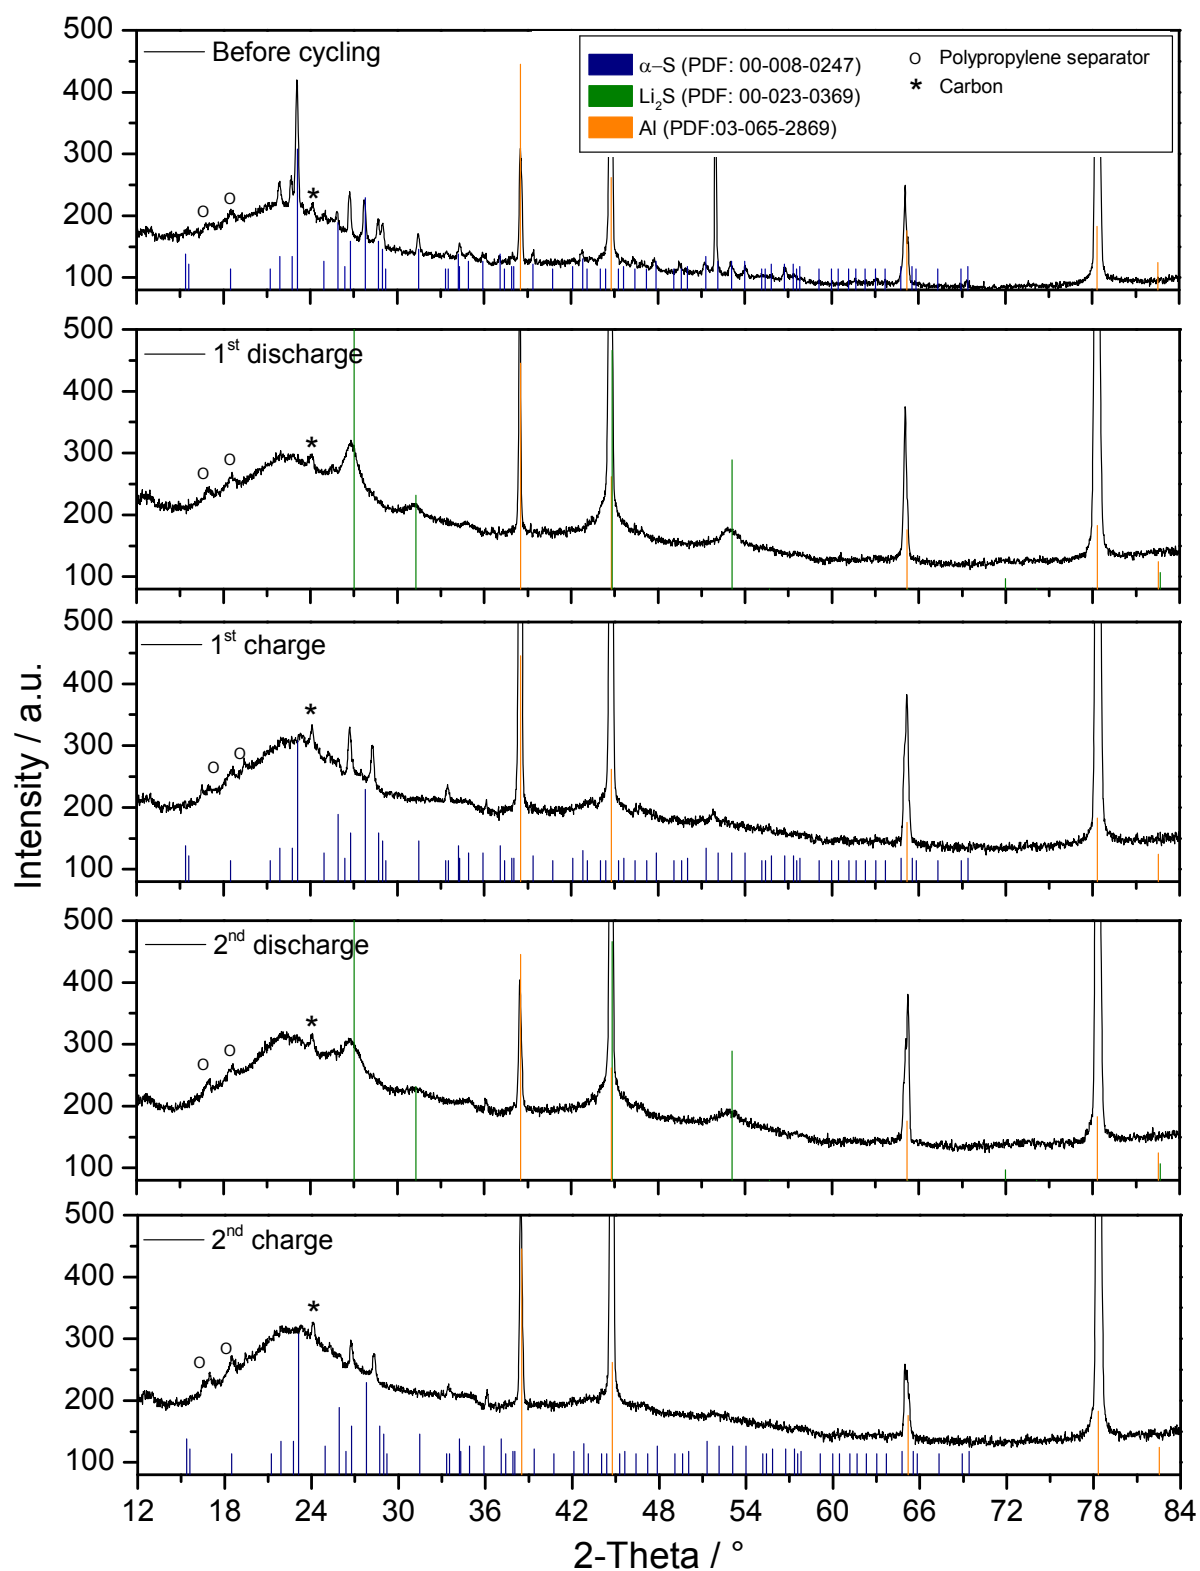 500
400
300
200
100
Before cycling
α–S (PDF: 00-008-0247)
Li2S (PDF: 00-023-0369)
Al (PDF:03-065-2869)
o Polypropylene separator
* Carbon
o o *
500
400
300
200
100
1st discharge
o o *
500
400
300
200
100
1st charge
o o *
500
400
300
200
100
2nd discharge
o o *
500
400
300
200
100
2nd charge
o o *
Intensity / a.u.
12 18 24 30 36 42 48 54 60 66 72 78 84
2-Theta / °